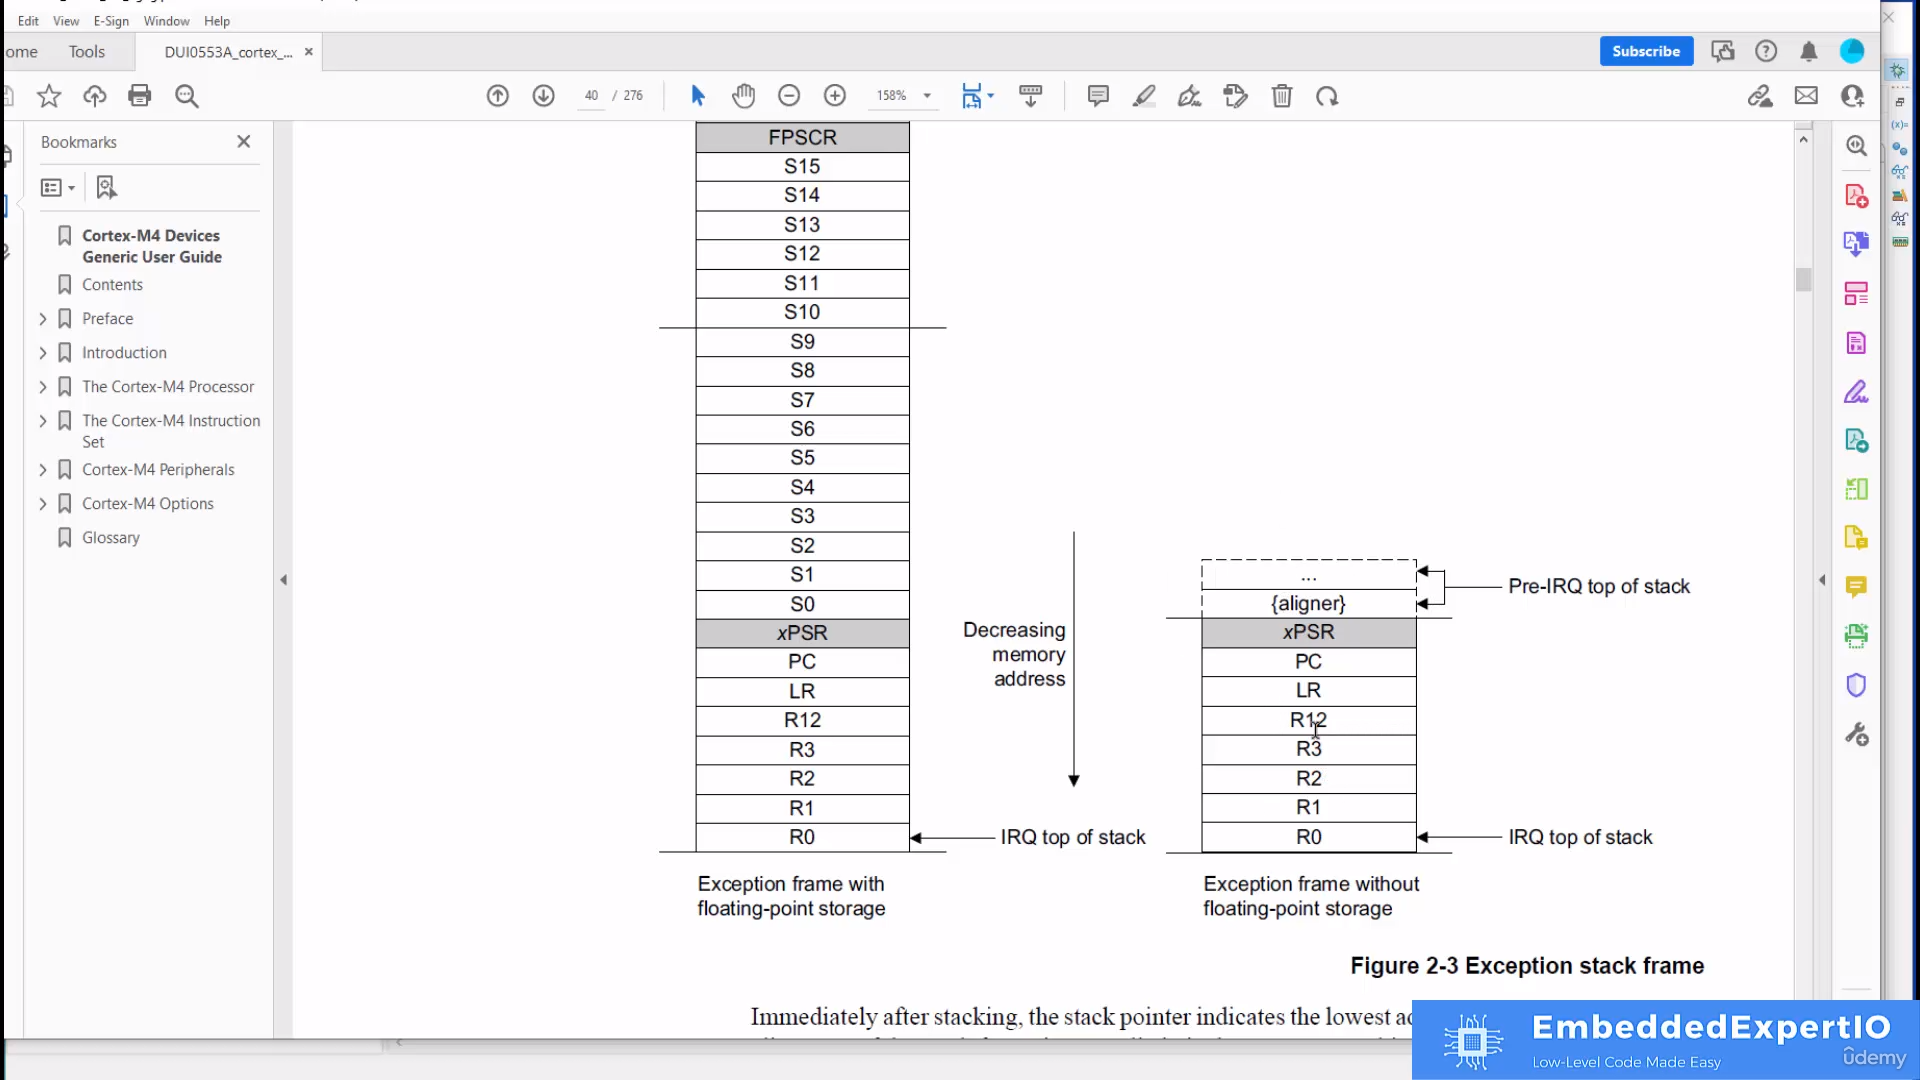 Edit View E-Sign Window Help
ome Tools DUI0553A_cortex_... ×
Subscribe
40 / 276
158%
Bookmarks
Cortex-M4 Devices
Generic User Guide
Contents
Preface
Introduction
The Cortex-M4 Processor
The Cortex-M4 Instruction
Set
Cortex-M4 Peripherals
Cortex-M4 Options
Glossary
FPSCR
S15
S14
S13
S12
S11
S10
S9
S8
S7
S6
S5
S4
S3
S2
S1
S0
xPSR
PC
LR
R12
R3
R2
R1
R0
IRQ top of stack
Exception frame with
floating-point storage
Decreasing
memory
address
...
{aligner}
Pre-IRQ top of stack
xPSR
PC
LR
R12
R3
R2
R1
R0
IRQ top of stack
Exception frame without
floating-point storage
Figure 2-3 Exception stack frame
Immediately after stacking, the stack pointer indicates the lowest
EmbeddedExpertIO
Low-Level Code Made Easy
ûdemy